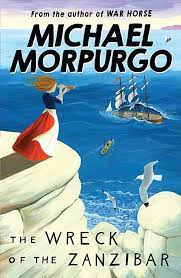 From the author of WAR HORSE
MICHAEL
MORPURGO
THE WRECK
OF THE ZANZIBAR